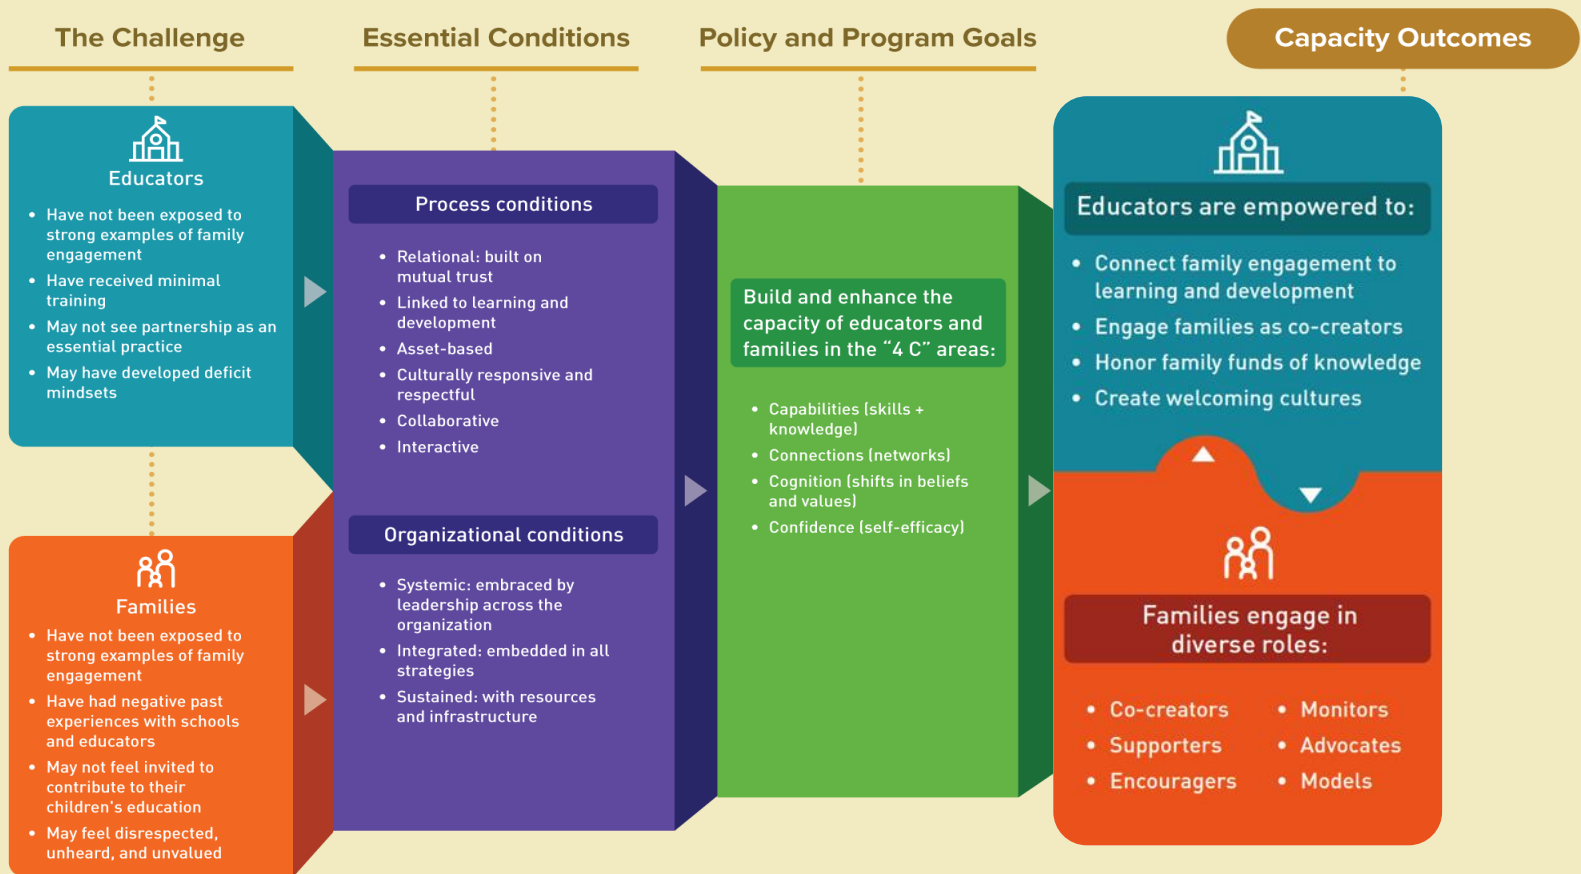 The Challenge
Essential Conditions
Policy and Program Goals
Capacity Outcomes
Educators
• Have not been exposed to
strong examples of family
engagement
• Have received minimal
training
• May not see partnership as an
essential practice
• May have developed deficit
mindsets
Families
• Have not been exposed to
strong examples of family
engagement
• Have had negative past
experiences with schools
and educators
• May not feel invited to
contribute to their
children's education
• May feel disrespected,
unheard, and unvalued
Process conditions
• Relational: built on
mutual trust
• Linked to learning and
development
• Asset-based
• Culturally responsive and
respectful
• Collaborative
• Interactive
Organizational conditions
• Systemic: embraced by
leadership across the
organization
• Integrated: embedded in all
strategies
• Sustained: with resources
and infrastructure
Build and enhance the
capacity of educators and
families in the “4 C” areas:
• Capabilities (skills +
knowledge)
• Connections (networks)
• Cognition (shifts in beliefs
and values)
• Confidence (self-efficacy)
Educators are empowered to:
• Connect family engagement to
learning and development
• Engage families as co-creators
• Honor family funds of knowledge
• Create welcoming cultures
Families engage in
diverse roles:
• Co-creators
• Supporters
• Encouragers
• Monitors
• Advocates
• Models